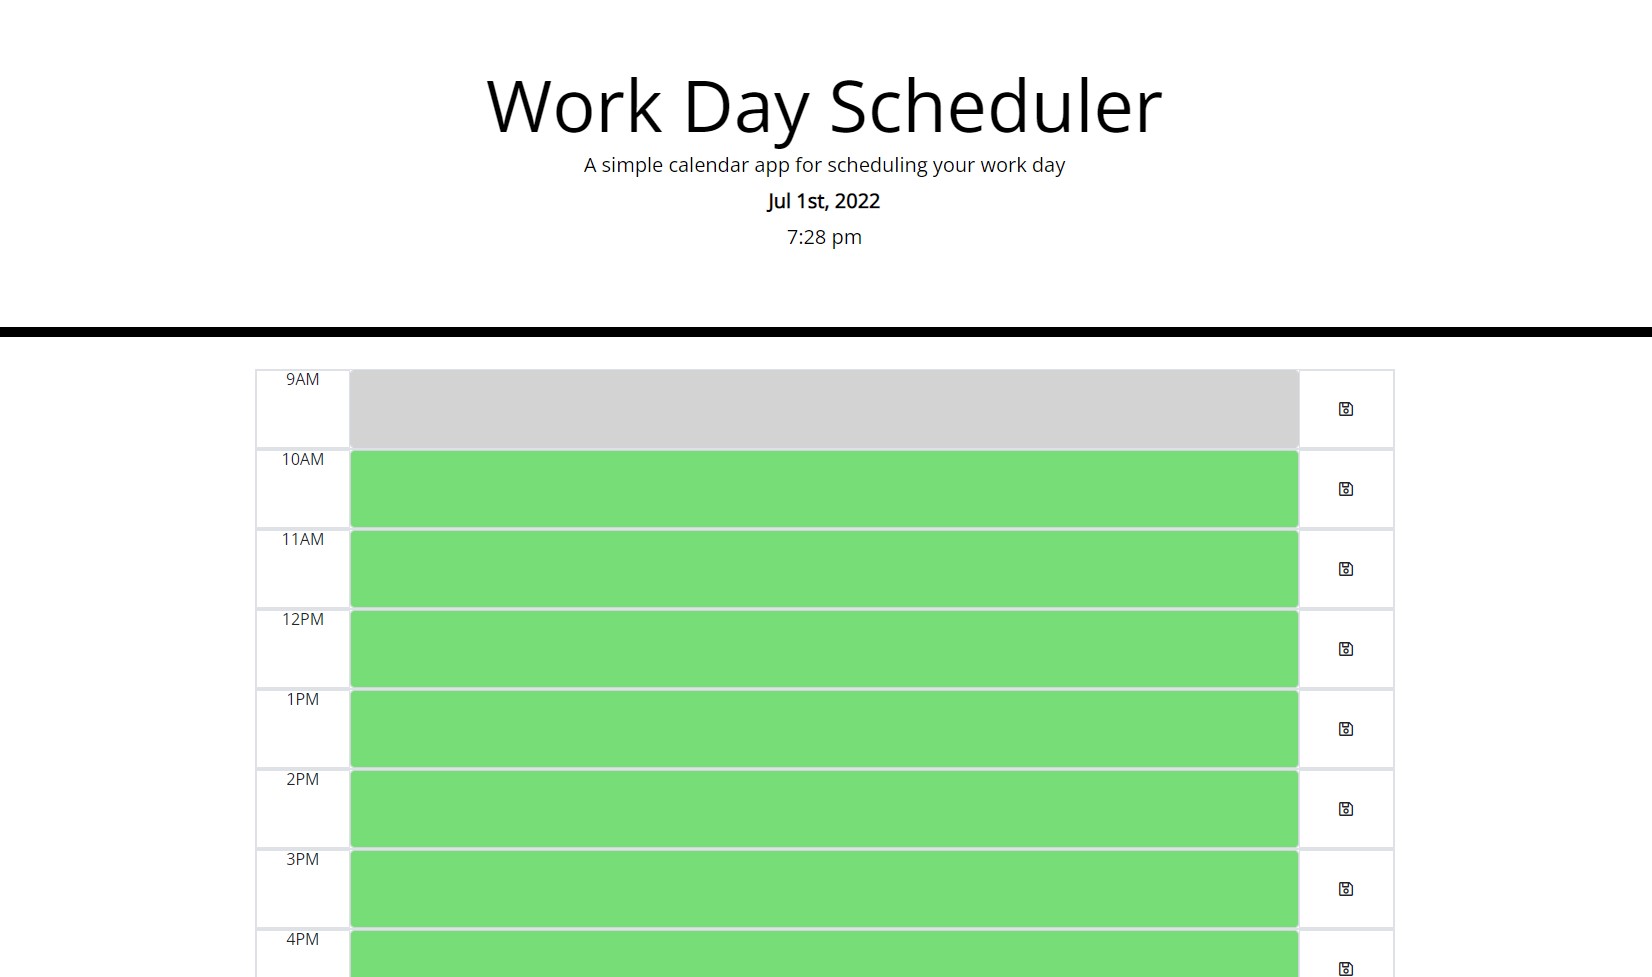 Work Day Scheduler
A simple calendar app for scheduling your work day
Jul 1st, 2022
7:28 pm
9AM
10AM
11AM
12PM
1PM
2PM
3PM
4PM